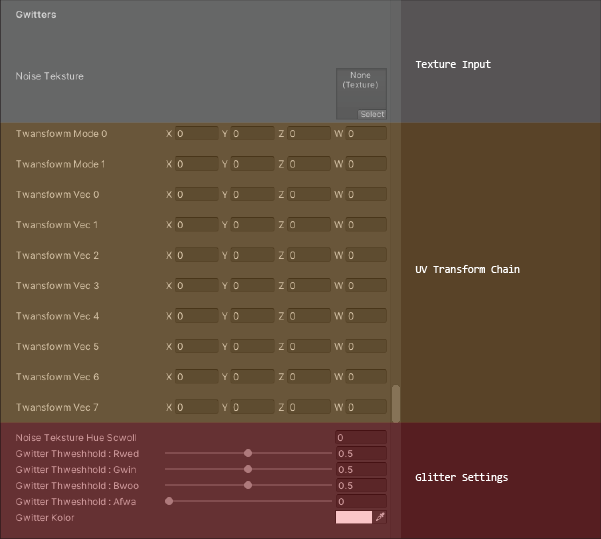 Gwitters
Noise Teksture
None
(Texture)
Select
Texture Input
Twansfowm Mode 0 X 0 Y 0 Z 0 W 0
Twansfowm Mode 1 X 0 Y 0 Z 0 W 0
Twansfowm Vec 0 X 0 Y 0 Z 0 W 0
Twansfowm Vec 1 X 0 Y 0 Z 0 W 0
Twansfowm Vec 2 X 0 Y 0 Z 0 W 0
Twansfowm Vec 3 X 0 Y 0 Z 0 W 0
Twansfowm Vec 4 X 0 Y 0 Z 0 W 0
Twansfowm Vec 5 X 0 Y 0 Z 0 W 0
Twansfowm Vec 6 X 0 Y 0 Z 0 W 0
Twansfowm Vec 7 X 0 Y 0 Z 0 W 0
UV Transform Chain
Noise Teksture Hue Scwoll 0
Gwitter Thweshhold : Rwed 0.5
Gwitter Thweshhold : Gwin 0.5
Gwitter Thweshhold : Bwoo 0.5
Gwitter Thweshhold : Afwa 0
Gwitter Kolor
Glitter Settings